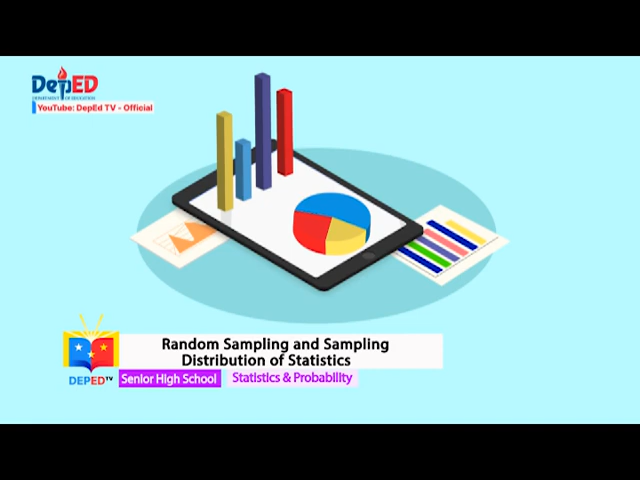 DepED
DEPARTMENT OF EDUCATION
YouTube: DepEd TV - Official
Random Sampling and Sampling
Distribution of Statistics
DEPED TV
Senior High School
Statistics & Probability